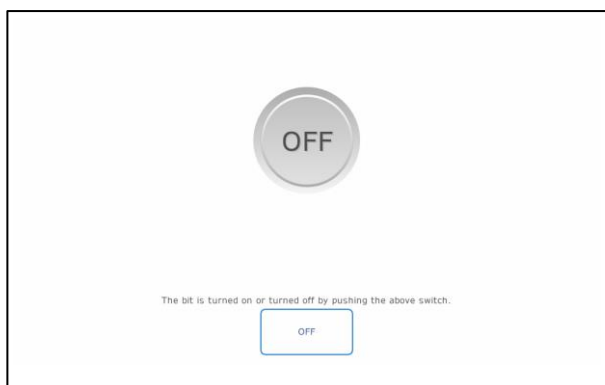 OFF
The bit is turned on or turned off by pushing the above switch.
OFF